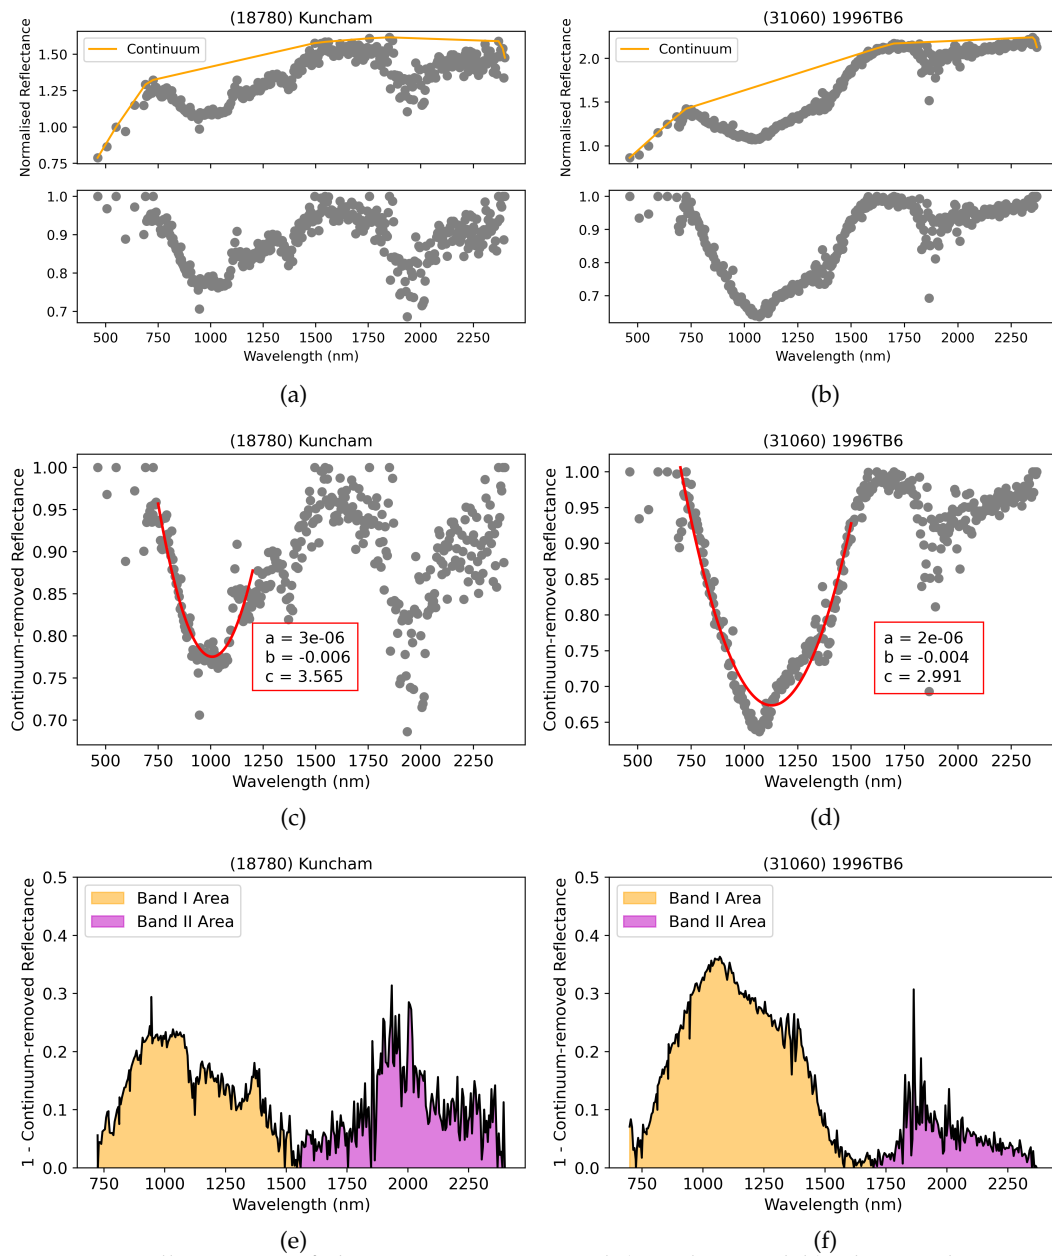 (18780) Kuncham
Normalised Reflectance
Continuum
1.50
1.25
1.00
0.75
1.0
0.9
0.8
0.7
500 750 1000 1250 1500 1750 2000 2250
Wavelength (nm)
(a)
(31060) 1996TB6
Normalised Reflectance
Continuum
2.0
1.5
1.0
1.0
0.9
0.8
0.7
500 750 1000 1250 1500 1750 2000 2250
Wavelength (nm)
(b)
(18780) Kuncham
Continuum-removed Reflectance
1.00
0.95
0.90
0.85
0.80
0.75
0.70
a = 3e-06
b = -0.006
c = 3.565
500 750 1000 1250 1500 1750 2000 2250
Wavelength (nm)
(c)
(31060) 1996TB6
Continuum-removed Reflectance
1.00
0.95
0.90
0.85
0.80
0.75
0.70
0.65
a = 2e-06
b = -0.004
c = 2.991
500 750 1000 1250 1500 1750 2000 2250
Wavelength (nm)
(d)
(18780) Kuncham
1 - Continuum-removed Reflectance
0.5
0.4
0.3
0.2
0.1
0.0
Band I Area
Band II Area
750 1000 1250 1500 1750 2000 2250
Wavelength (nm)
(e)
(31060) 1996TB6
1 - Continuum-removed Reflectance
0.5
0.4
0.3
0.2
0.1
0.0
Band I Area
Band II Area
750 1000 1250 1500 1750 2000 2250
Wavelength (nm)
(f)